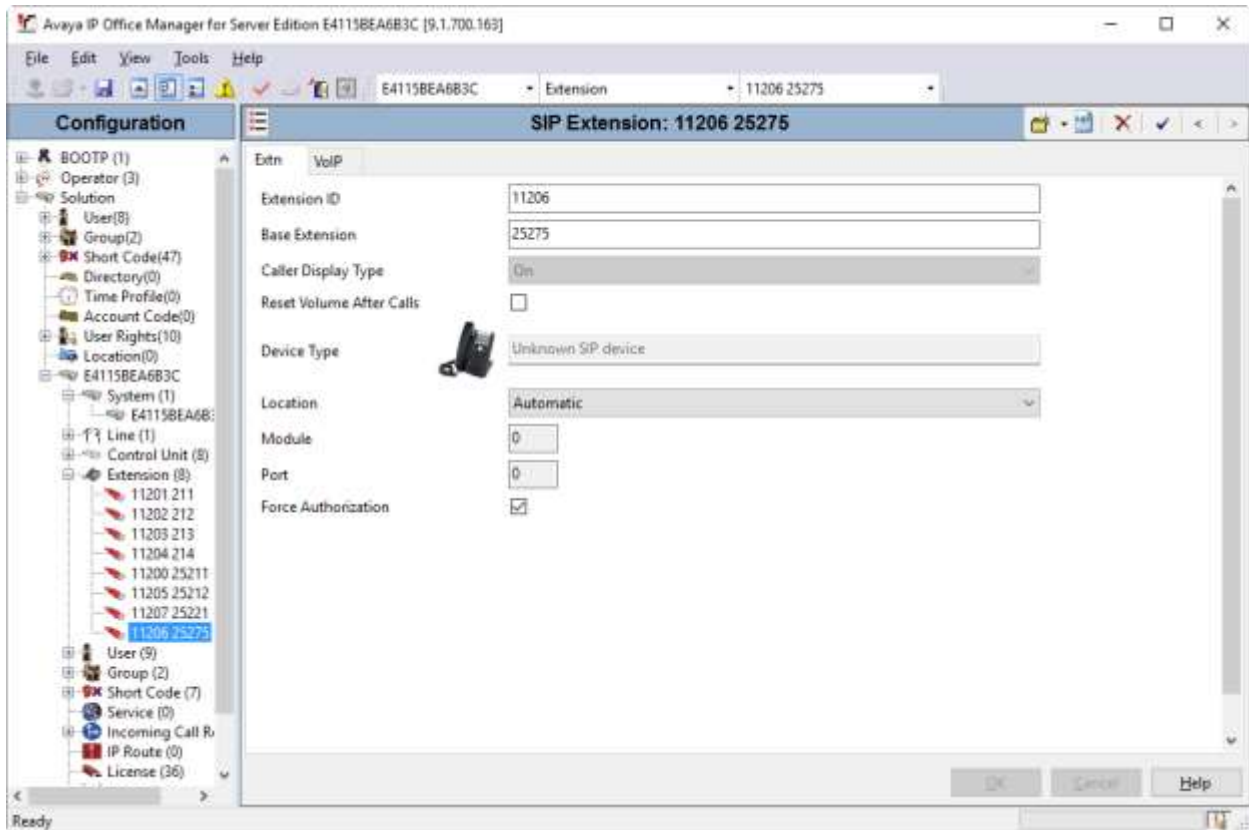 Avaya IP Office Manager for Server Edition E4115BEA6B3C [9.1.700.163]
File Edit View Tools Help
E4115BEA6B3C Extension 11206 25275
Configuration
SIP Extension: 11206 25275
BOOTP (1)
Operator (3)
Solution
User(8)
Group(2)
Short Code(47)
Directory(0)
Time Profile(0)
Account Code(0)
User Rights(10)
Location(0)
E4115BEA6B3C
System (1)
E4115BEA6B3
Line (1)
Control Unit (8)
Extension (8)
11201 211
11202 212
11203 213
11204 214
11200 25211
11205 25212
11207 25221
11206 25275
User (9)
Group (2)
Short Code (7)
Service (0)
Incoming Call R
IP Route (0)
License (36)
Extn VoIP
Extension ID 11206
Base Extension 25275
Caller Display Type On
Reset Volume After Calls
Device Type Unknown SIP device
Location Automatic
Module 0
Port 0
Force Authorization
OK Cancel Help
Ready